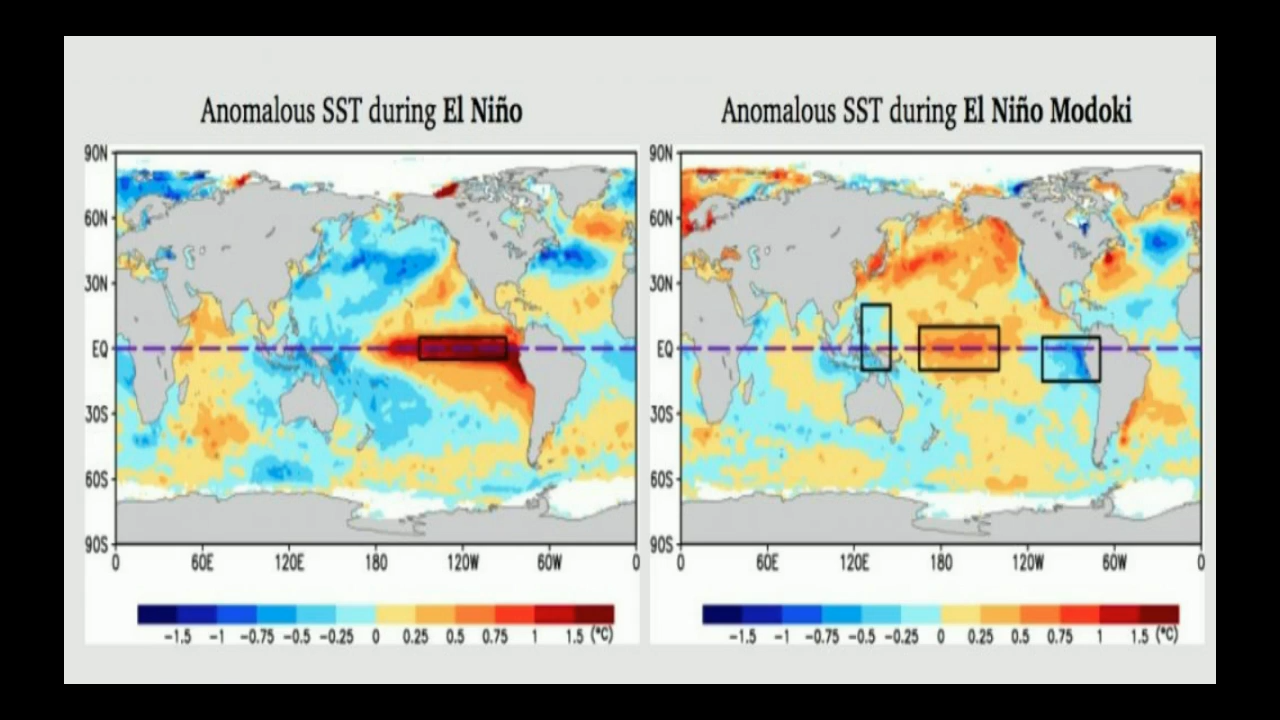 Anomalous SST during El Niño
90N
60N
30N
EQ
30S
60S
90S
0 60E 120E 180 120W 60W 0
−1.5 −1 −0.75 −0.5 −0.25 0 0.25 0.5 0.75 1 1.5 (°C)
Anomalous SST during El Niño Modoki
90N
60N
30N
EQ
30S
60S
90S
0 60E 120E 180 120W 60W 0
−1.5 −1 −0.75 −0.5 −0.25 0 0.25 0.5 0.75 1 1.5 (°C)